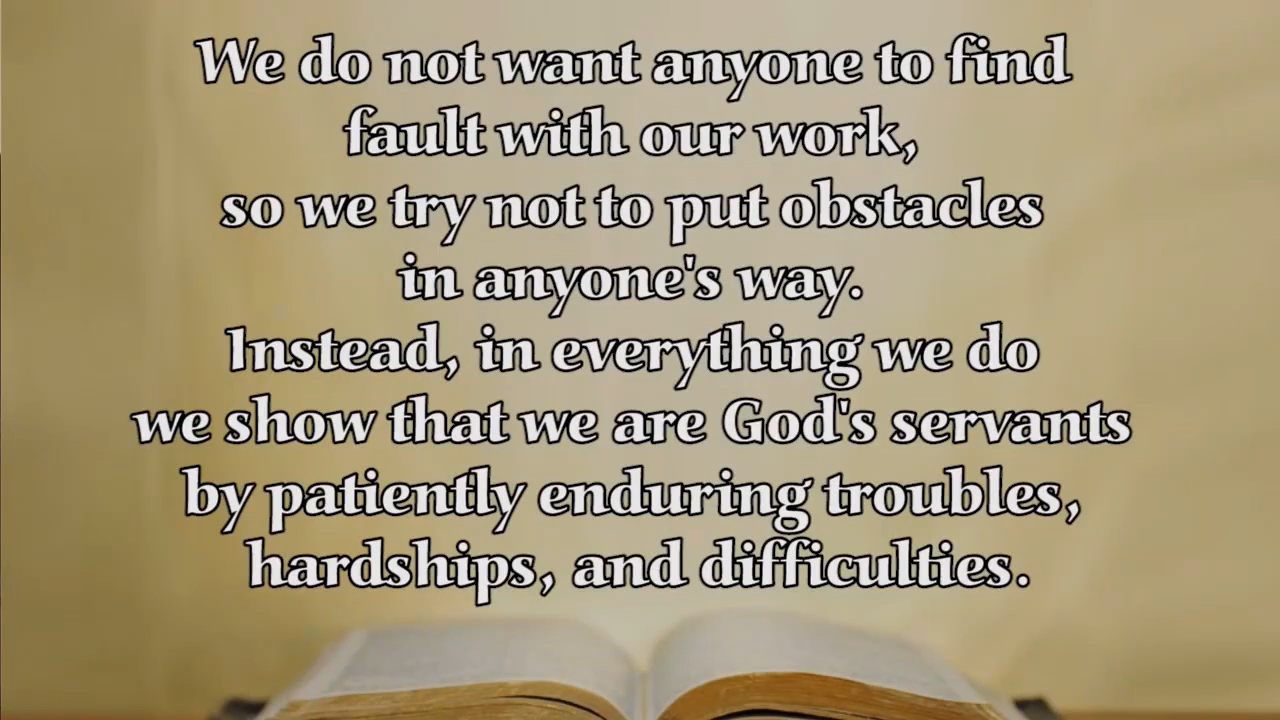 We do not want anyone to find
fault with our work,
so we try not to put obstacles
in anyone's way.
Instead, in everything we do
we show that we are God's servants
by patiently enduring troubles,
hardships, and difficulties.